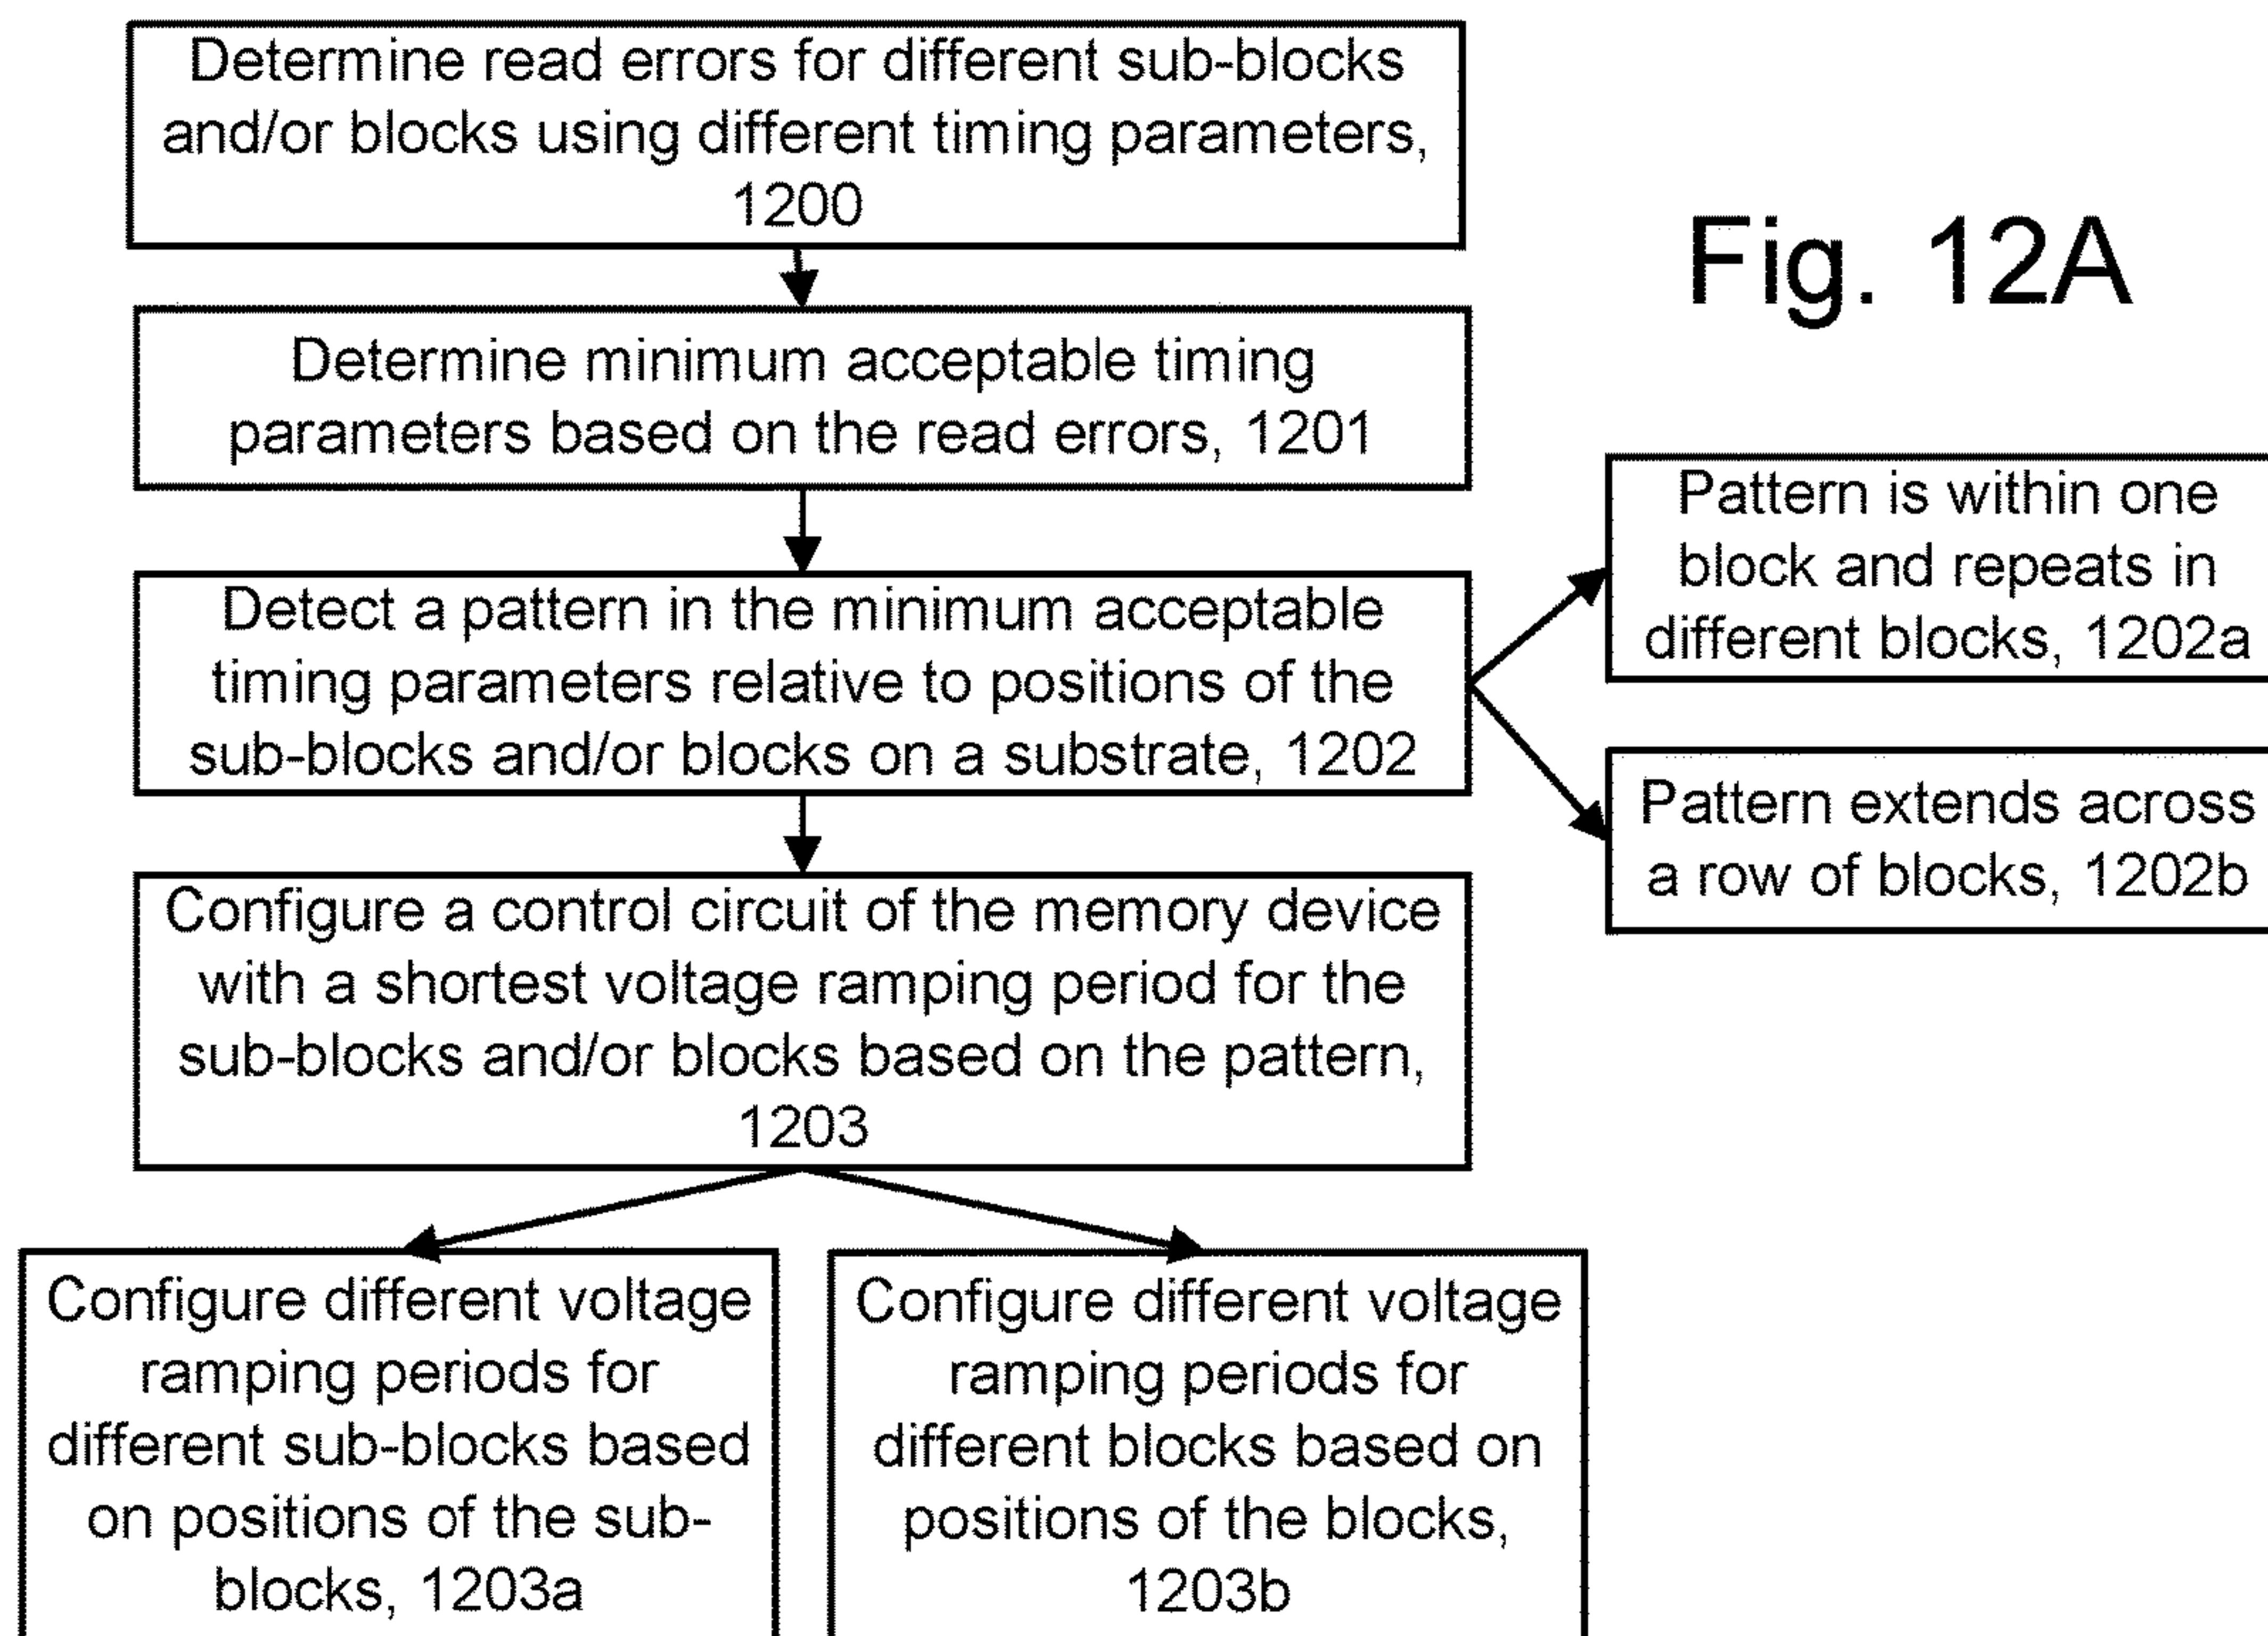 Determine read errors for different sub-blocks
and/or blocks using different timing parameters,
1200
Fig. 12A
Determine minimum acceptable timing
parameters based on the read errors, 1201
Detect a pattern in the minimum acceptable
timing parameters relative to positions of the
sub-blocks and/or blocks on a substrate, 1202
Pattern is within one
block and repeats in
different blocks, 1202a
Pattern extends across
a row of blocks, 1202b
Configure a control circuit of the memory device
with a shortest voltage ramping period for the
sub-blocks and/or blocks based on the pattern,
1203
Configure different voltage
ramping periods for
different sub-blocks based
on positions of the sub-
blocks, 1203a
Configure different voltage
ramping periods for
different blocks based on
positions of the blocks,
1203b